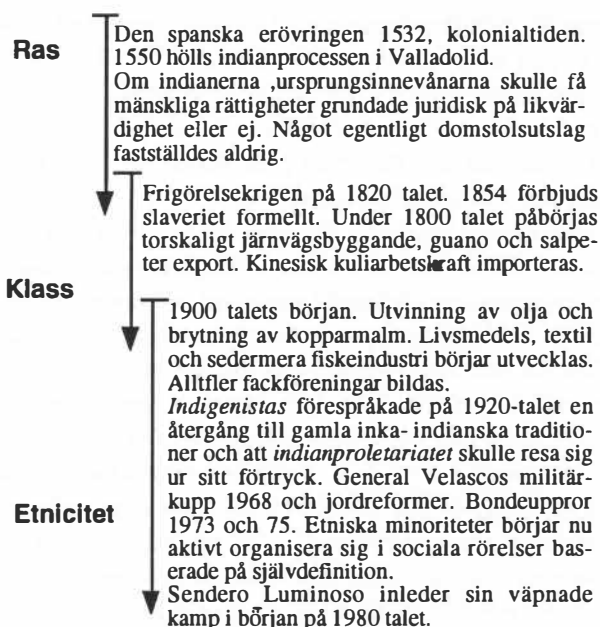 Ras
Den spanska erövringen 1532, kolonialtiden.
1550 hölls indianprocessen i Valladolid.
Om indianerna ,ursprungsinnevånarna skulle få
mänskliga rättigheter grundade juridisk på likvär-
dighet eller ej. Något egentligt domstolsutslag
fastställdes aldrig.
Frigörelsekrigen på 1820 talet. 1854 förbjuds
slaveriet formellt. Under 1800 talet påbörjas
torskaligt järnvägsbyggande, guano och salpe-
ter export. Kinesisk kuliarbetskraft importeras.
Klass
1900 talets början. Utvinning av olja och
brytning av kopparmalm. Livsmedels, textil
och sedermera fiskeindustri börjar utvecklas.
Alltfler fackföreningar bildas.
Indigenistas förespråkade på 1920-talet en
återgång till gamla inka- indianska traditio-
ner och att indianproletariatet skulle resa sig
ur sitt förtryck. General Velascos militär-
kupp 1968 och jordreformer. Bondeuppror
1973 och 75. Etniska minoriteter börjar nu
aktivt organisera sig i sociala rörelser bas-
erade på självdefinition.
Sendero Luminoso inleder sin väpnade
kamp i början på 1980 talet.
Etnicitet